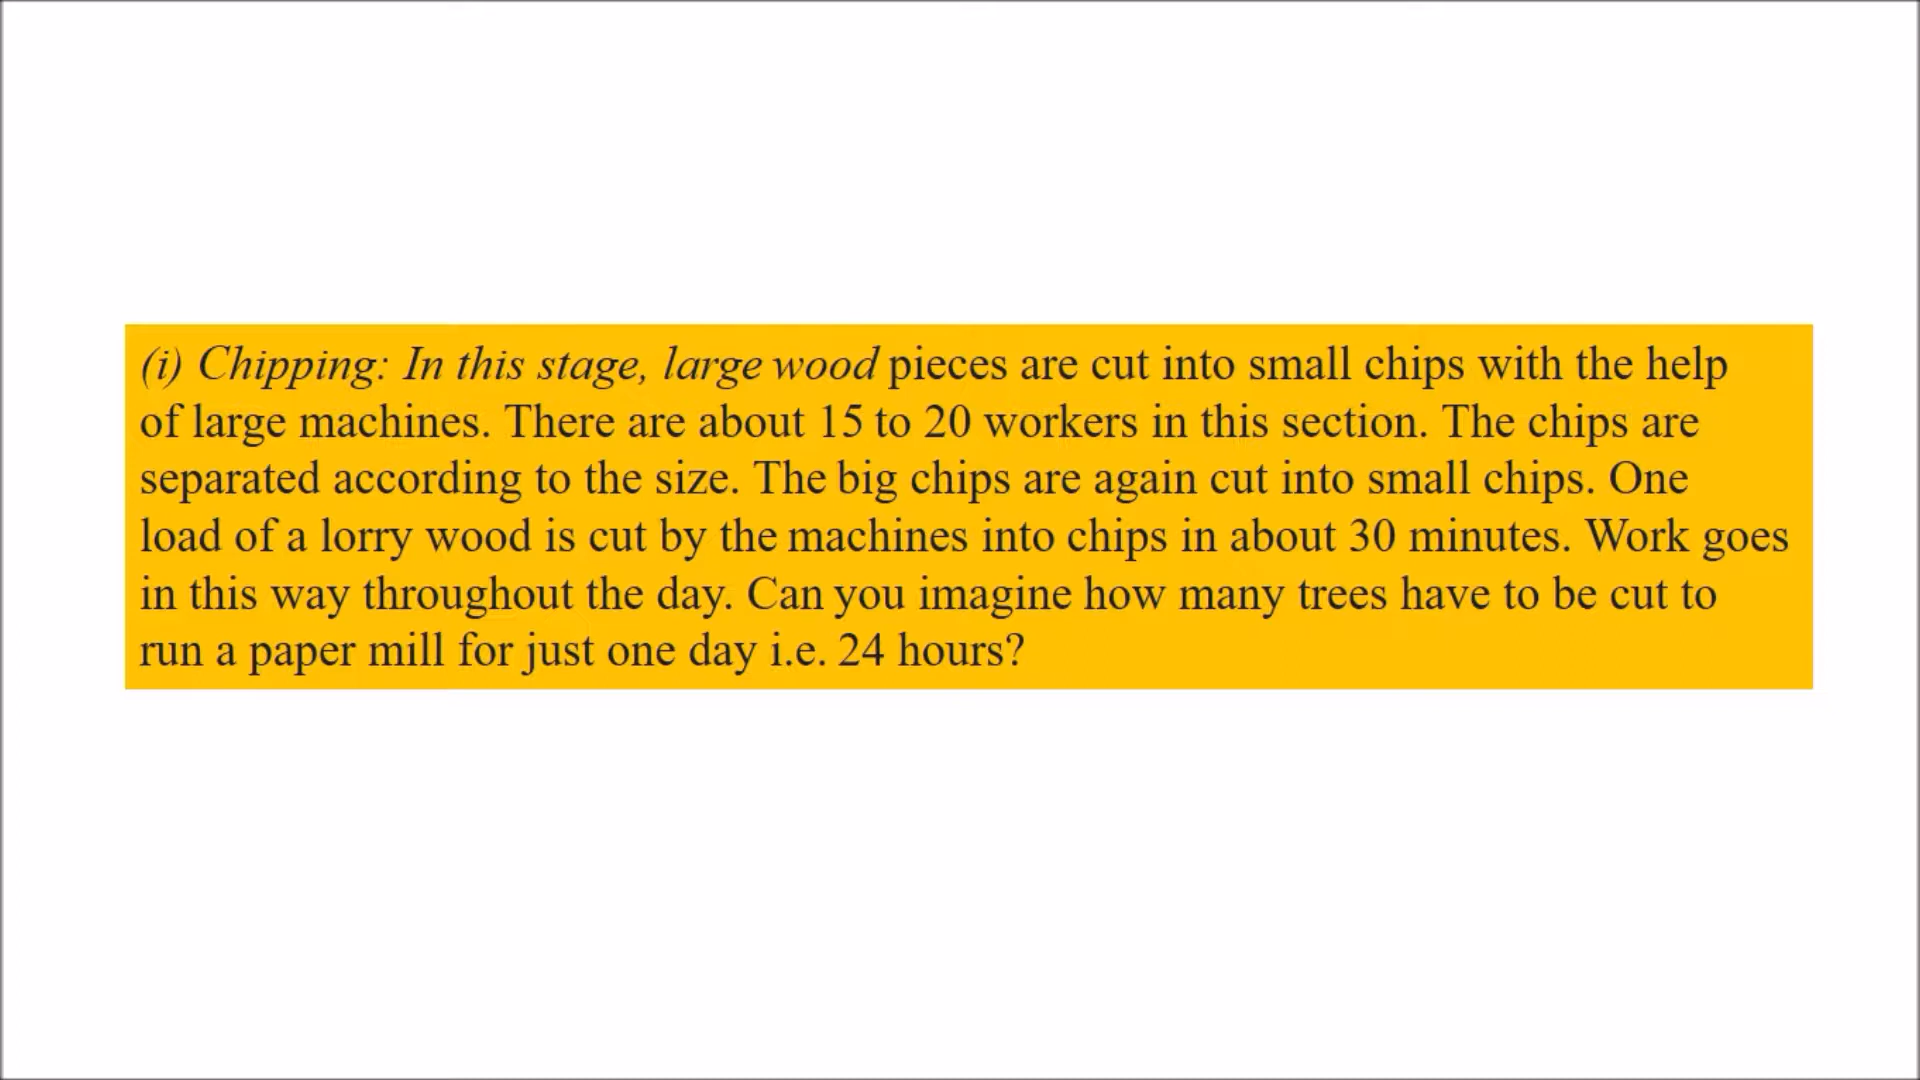 (i) Chipping: In this stage, large wood pieces are cut into small chips with the help
of large machines. There are about 15 to 20 workers in this section. The chips are
separated according to the size. The big chips are again cut into small chips. One
load of a lorry wood is cut by the machines into chips in about 30 minutes. Work goes
in this way throughout the day. Can you imagine how many trees have to be cut to
run a paper mill for just one day i.e. 24 hours?